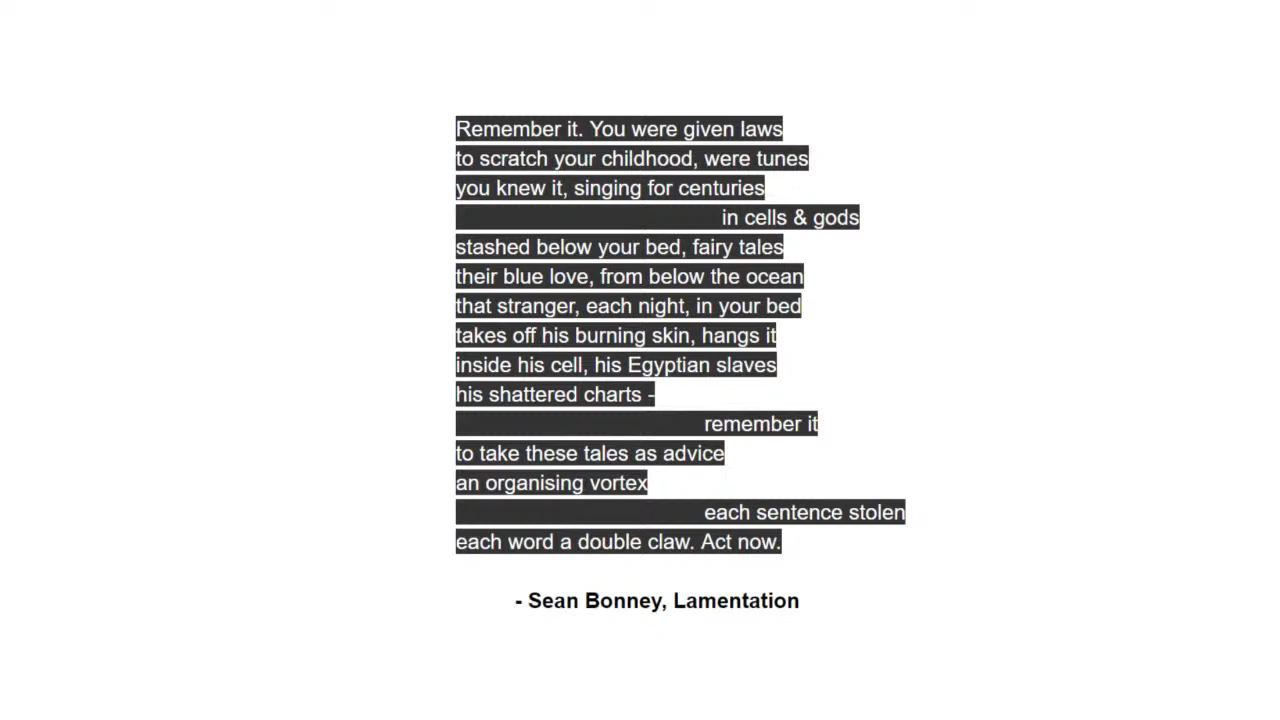 Remember it. You were given laws
to scratch your childhood, were tunes
you knew it, singing for centuries
in cells & gods
stashed below your bed, fairy tales
their blue love, from below the ocean
that stranger, each night, in your bed
takes off his burning skin, hangs it
inside his cell, his Egyptian slaves
his shattered charts -
remember it
to take these tales as advice
an organising vortex
each sentence stolen
each word a double claw. Act now.
- Sean Bonney, Lamentation